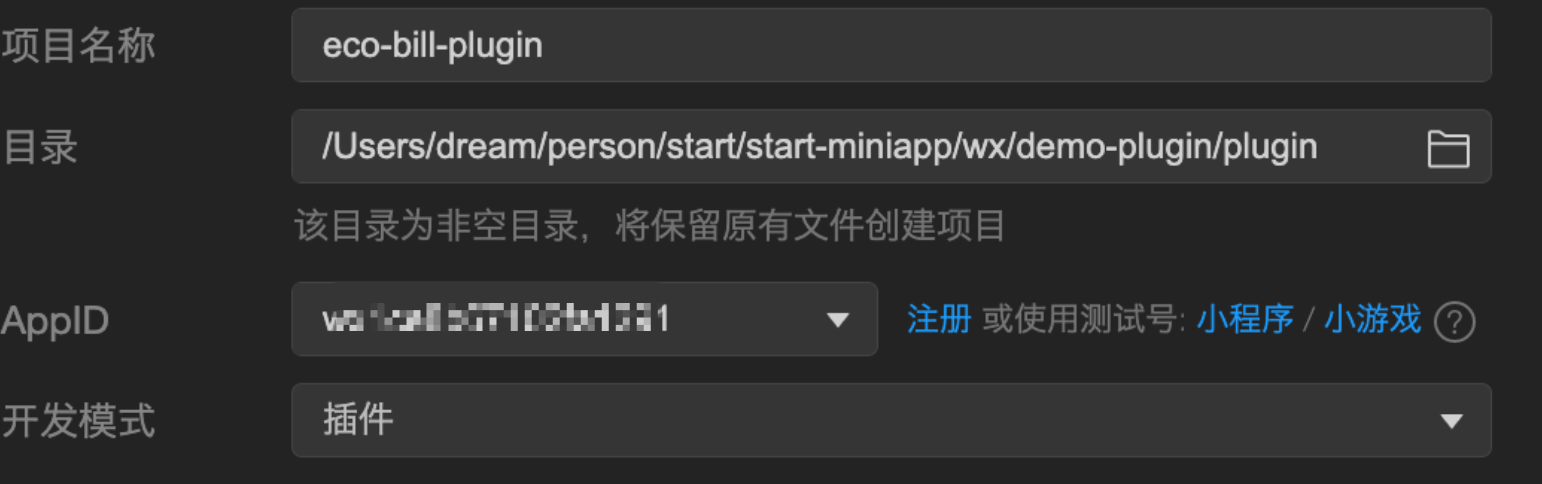 项目名称 eco-bill-plugin
目录 /Users/dream/person/start/start-miniapp/wx/demo-plugin/plugin
该目录为非空目录，将保留原有文件创建项目
AppID 注册 或使用测试号: 小程序 / 小游戏 ?
开发模式 插件